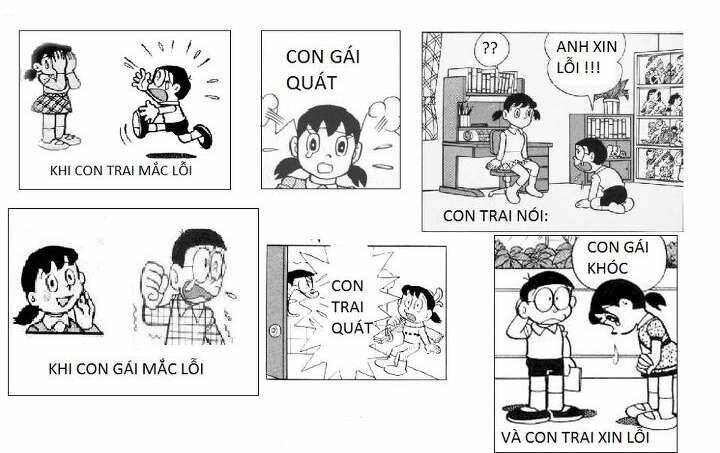 KHI CON TRAI MẮC LỖI
CON GÁI
QUÁT
??
ANH XIN
LỖI !!!
CON TRAI NÓI:
KHI CON GÁI MẮC LỖI
CON
TRAI
QUÁT
CON GÁI
KHÓC
VÀ CON TRAI XIN LỖI